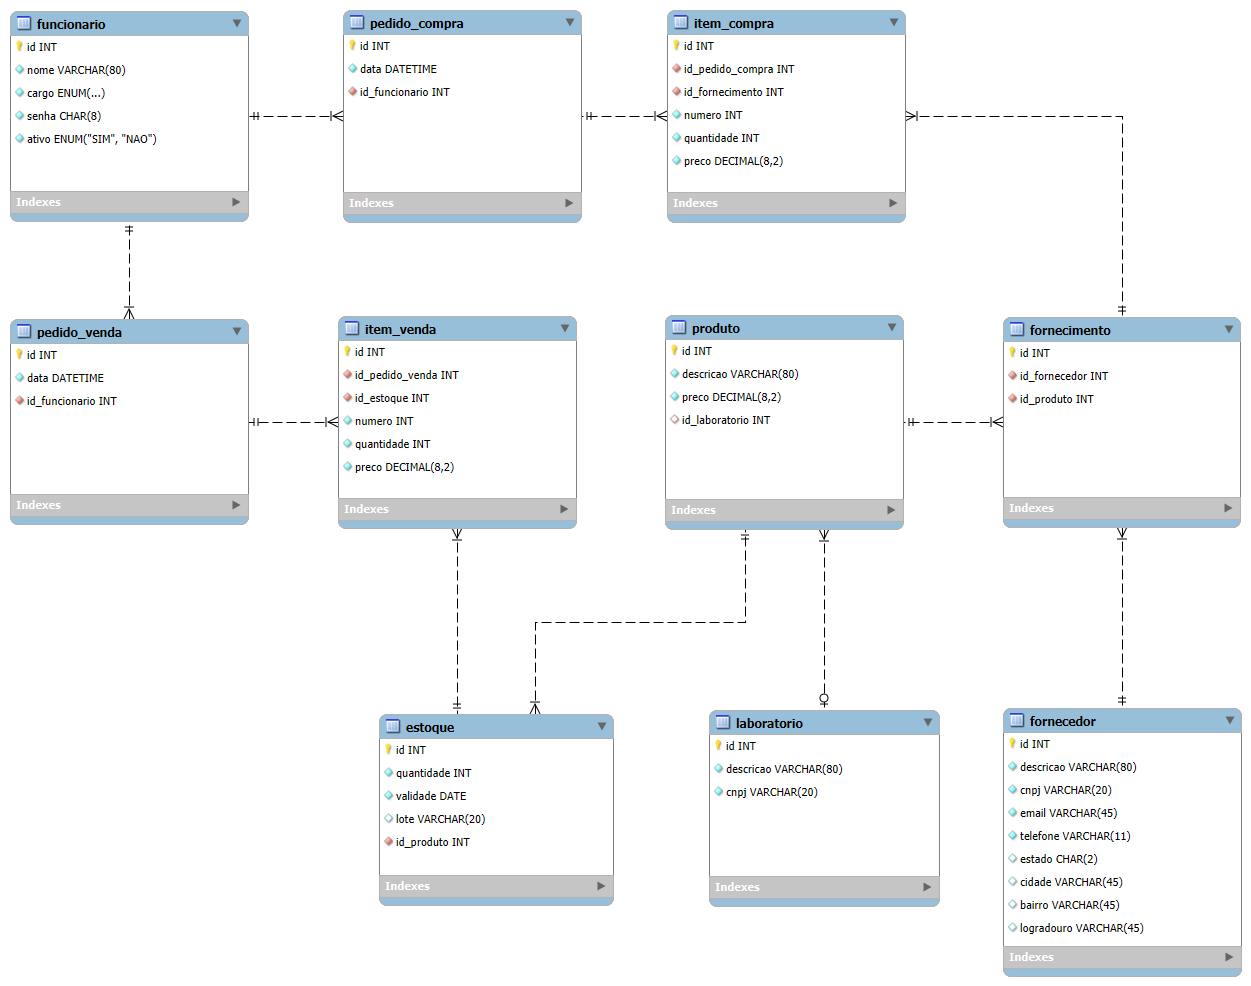 funcionario
id INT
nome VARCHAR(80)
cargo ENUM(...)
senha CHAR(8)
ativo ENUM("SIM", "NAO")
Indexes
pedido_compra
id INT
data DATETIME
id_funcionario INT
Indexes
item_compra
id INT
id_pedido_compra INT
id_fornecimento INT
numero INT
quantidade INT
preco DECIMAL(8,2)
Indexes
pedido_venda
id INT
data DATETIME
id_funcionario INT
Indexes
item_venda
id INT
id_pedido_venda INT
id_estoque INT
numero INT
quantidade INT
preco DECIMAL(8,2)
Indexes
produto
id INT
descricao VARCHAR(80)
preco DECIMAL(8,2)
id_laboratorio INT
Indexes
fornecimento
id INT
id_fornecedor INT
id_produto INT
Indexes
estoque
id INT
quantidade INT
validade DATE
lote VARCHAR(20)
id_produto INT
Indexes
laboratorio
id INT
descricao VARCHAR(80)
cnpj VARCHAR(20)
Indexes
fornecedor
id INT
descricao VARCHAR(80)
cnpj VARCHAR(20)
email VARCHAR(45)
telefone VARCHAR(11)
estado CHAR(2)
cidade VARCHAR(45)
bairro VARCHAR(45)
logradouro VARCHAR(45)
Indexes